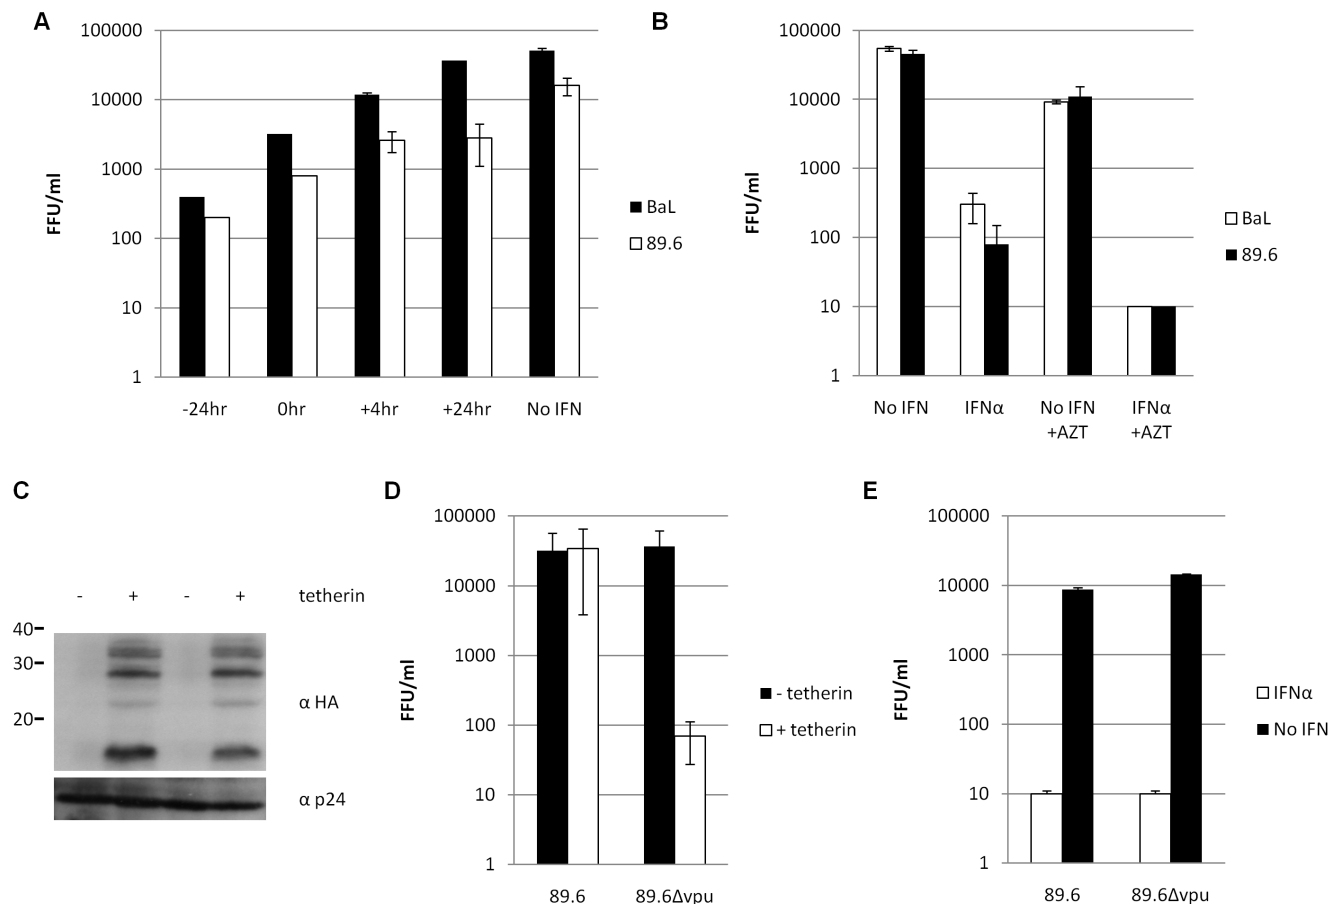 A
100000
10000
1000
100
10
1
FFU/ml
-24hr 0hr +4hr +24hr No IFN
BaL
89.6
B
100000
10000
1000
100
10
1
FFU/ml
No IFN IFNα No IFN IFNα
+AZT +AZT
BaL
89.6
C
- + - + tetherin
40
30
20
α HA
α p24
D
100000
10000
1000
100
10
1
FFU/ml
89.6 89.6Δvpu
- tetherin
+ tetherin
E
100000
10000
1000
100
10
1
FFU/ml
89.6 89.6Δvpu
IFNα
No IFN